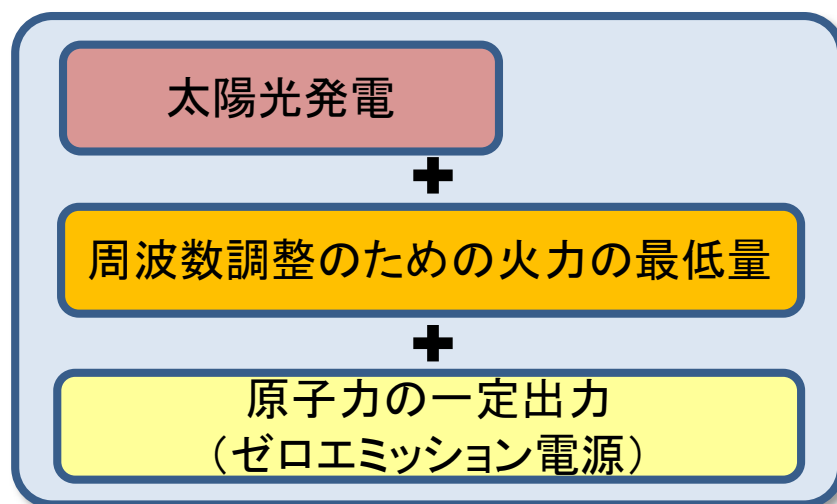 太陽光発電
+
周波数調整のための火力の最低量
+
原子力の一定出力
（ゼロエミッション電源）